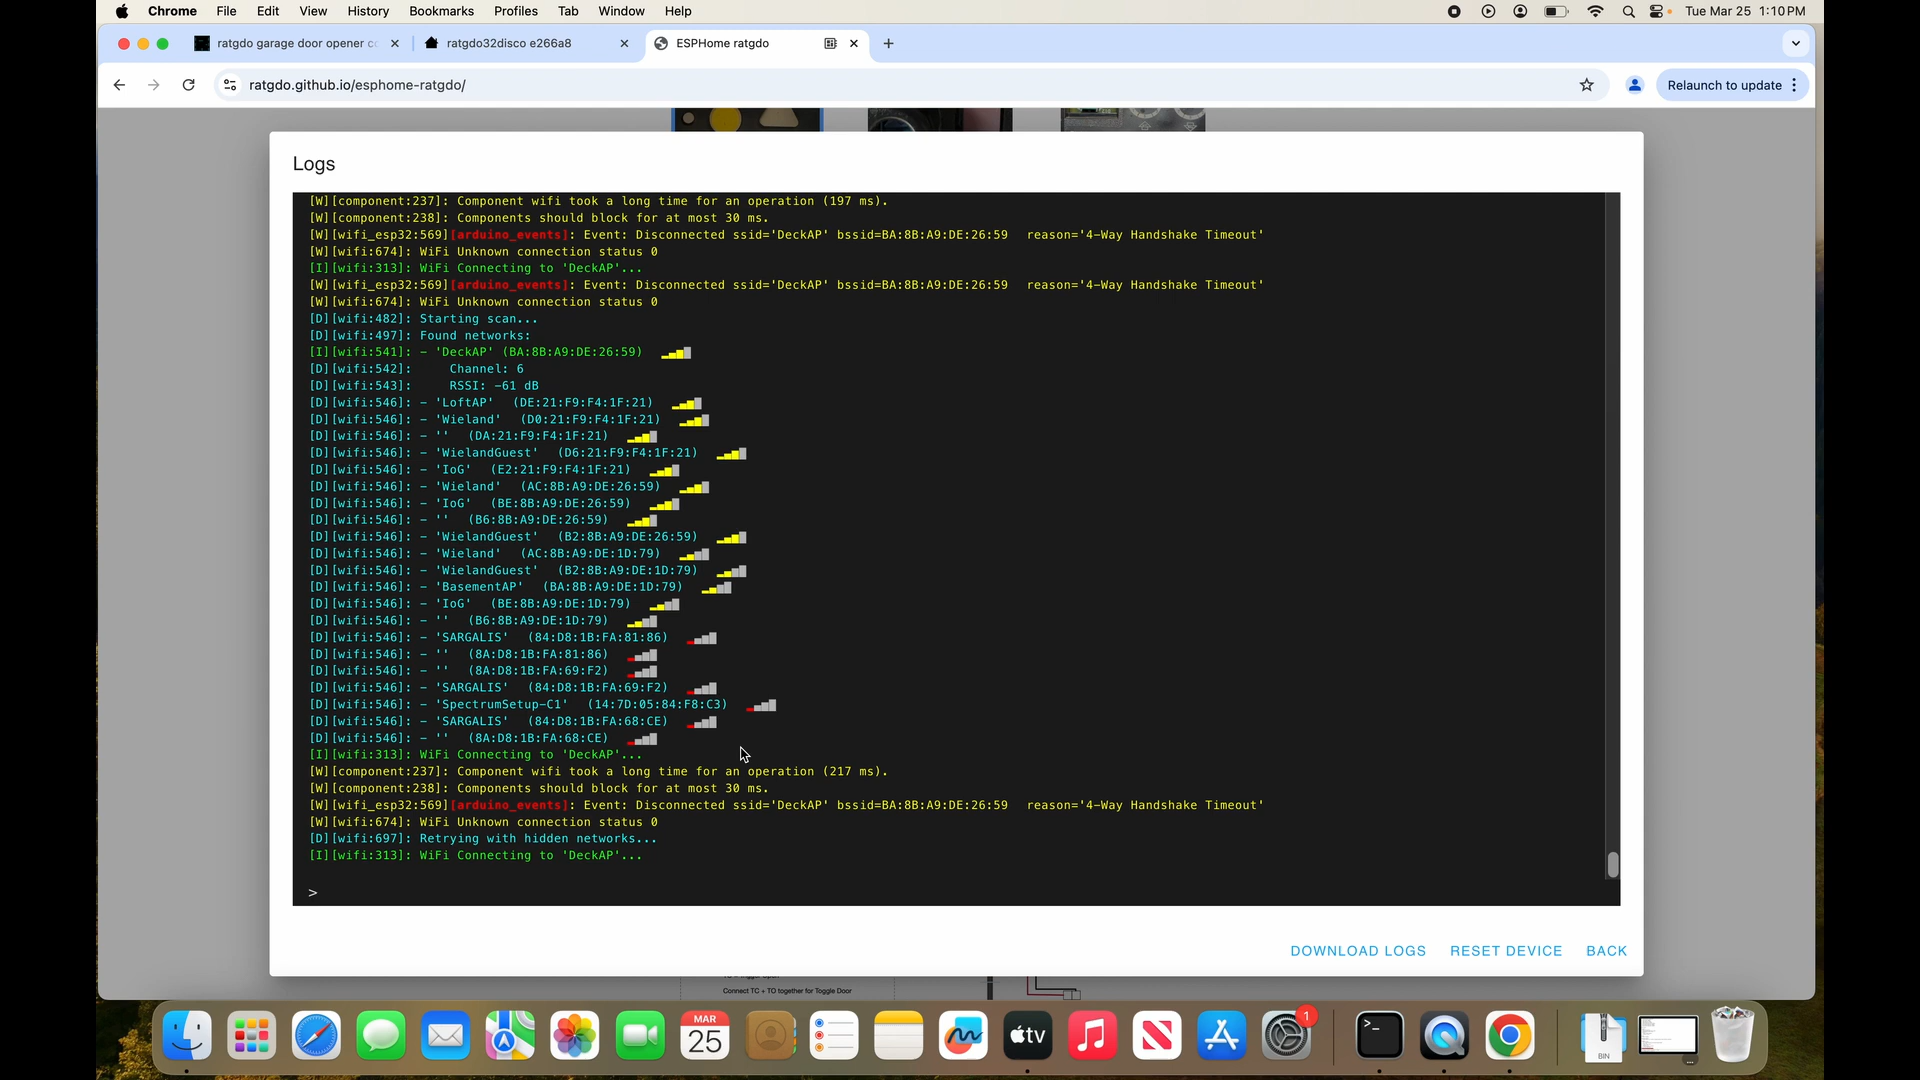 Chrome File Edit View History Bookmarks Profiles Tab Window Help Tue Mar 25 1:10 PM
ratgdo garage door opener c
ratgdo32disco e266a8
ESPHome ratgdo
ratgdo.github.io/esphome-ratgdo/
Relaunch to update
Logs
[W][component:237]: Component wifi took a long time for an operation (197 ms).
[W][component:238]: Components should block for at most 30 ms.
[W][wifi_esp32:569][arduino_events]: Event: Disconnected ssid='DeckAP' bssid=BA:8B:A9:DE:26:59 reason='4-Way Handshake Timeout'
[W][wifi:674]: WiFi Unknown connection status 0
[I][wifi:313]: WiFi Connecting to 'DeckAP'...
[W][wifi_esp32:569][arduino_events]: Event: Disconnected ssid='DeckAP' bssid=BA:8B:A9:DE:26:59 reason='4-Way Handshake Timeout'
[W][wifi:674]: WiFi Unknown connection status 0
[D][wifi:482]: Starting scan...
[D][wifi:497]: Found networks:
[I][wifi:541]: - 'DeckAP' (BA:8B:A9:DE:26:59)
[D][wifi:542]: Channel: 6
[D][wifi:543]: RSSI: -61 dB
[D][wifi:546]: - 'LoftAP' (DE:21:F9:F4:1F:21)
[D][wifi:546]: - 'Wieland' (D0:21:F9:F4:1F:21)
[D][wifi:546]: - '' (DA:21:F9:F4:1F:21)
[D][wifi:546]: - 'WielandGuest' (D6:21:F9:F4:1F:21)
[D][wifi:546]: - 'IoG' (E2:21:F9:F4:1F:21)
[D][wifi:546]: - 'Wieland' (AC:8B:A9:DE:26:59)
[D][wifi:546]: - 'IoG' (BE:8B:A9:DE:26:59)
[D][wifi:546]: - '' (B6:8B:A9:DE:26:59)
[D][wifi:546]: - 'WielandGuest' (B2:8B:A9:DE:26:59)
[D][wifi:546]: - 'Wieland' (AC:8B:A9:DE:1D:79)
[D][wifi:546]: - 'WielandGuest' (B2:8B:A9:DE:1D:79)
[D][wifi:546]: - 'BasementAP' (BA:8B:A9:DE:1D:79)
[D][wifi:546]: - 'IoG' (BE:8B:A9:DE:1D:79)
[D][wifi:546]: - '' (B6:8B:A9:DE:1D:79)
[D][wifi:546]: - 'SARGALIS' (84:D8:1B:FA:81:86)
[D][wifi:546]: - '' (8A:D8:1B:FA:81:86)
[D][wifi:546]: - '' (8A:D8:1B:FA:69:F2)
[D][wifi:546]: - 'SARGALIS' (84:D8:1B:FA:69:F2)
[D][wifi:546]: - 'SpectrumSetup-C1' (14:7D:05:84:F8:C3)
[D][wifi:546]: - 'SARGALIS' (84:D8:1B:FA:68:CE)
[D][wifi:546]: - '' (8A:D8:1B:FA:68:CE)
[I][wifi:313]: WiFi Connecting to 'DeckAP'...
[W][component:237]: Component wifi took a long time for an operation (217 ms).
[W][component:238]: Components should block for at most 30 ms.
[W][wifi_esp32:569][arduino_events]: Event: Disconnected ssid='DeckAP' bssid=BA:8B:A9:DE:26:59 reason='4-Way Handshake Timeout'
[W][wifi:674]: WiFi Unknown connection status 0
[D][wifi:697]: Retrying with hidden networks...
[I][wifi:313]: WiFi Connecting to 'DeckAP'...
>
DOWNLOAD LOGS RESET DEVICE BACK
Connect TC + TO together for Toggle Door
MAR
25
tv
1
>_
BIN